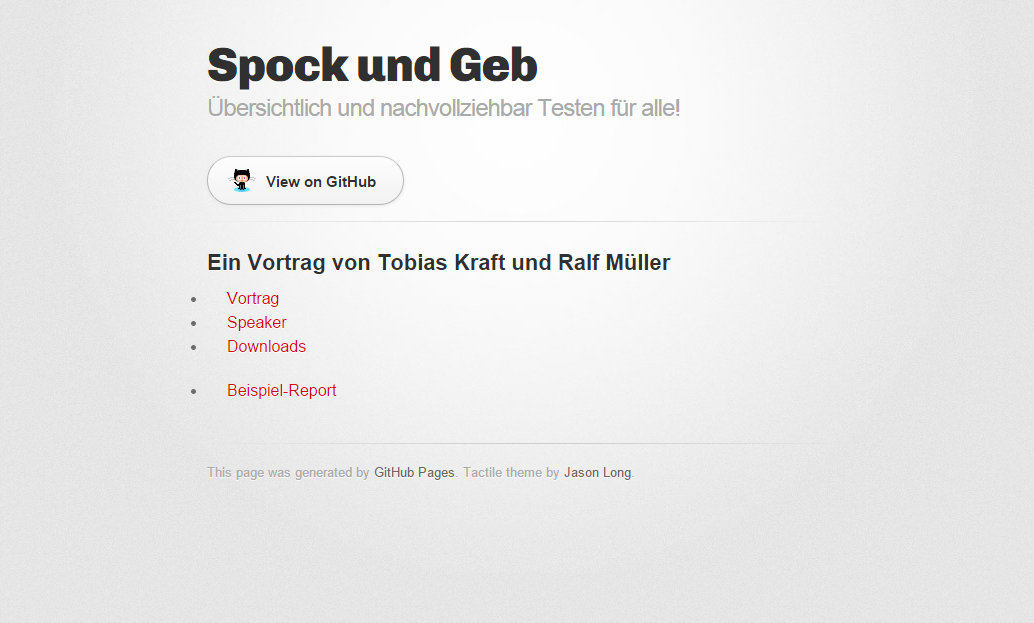 Spock und Geb
Übersichtlich und nachvollziehbar Testen für alle!
View on GitHub
Ein Vortrag von Tobias Kraft und Ralf Müller
Vortrag
Speaker
Downloads
Beispiel-Report
This page was generated by GitHub Pages. Tactile theme by Jason Long.